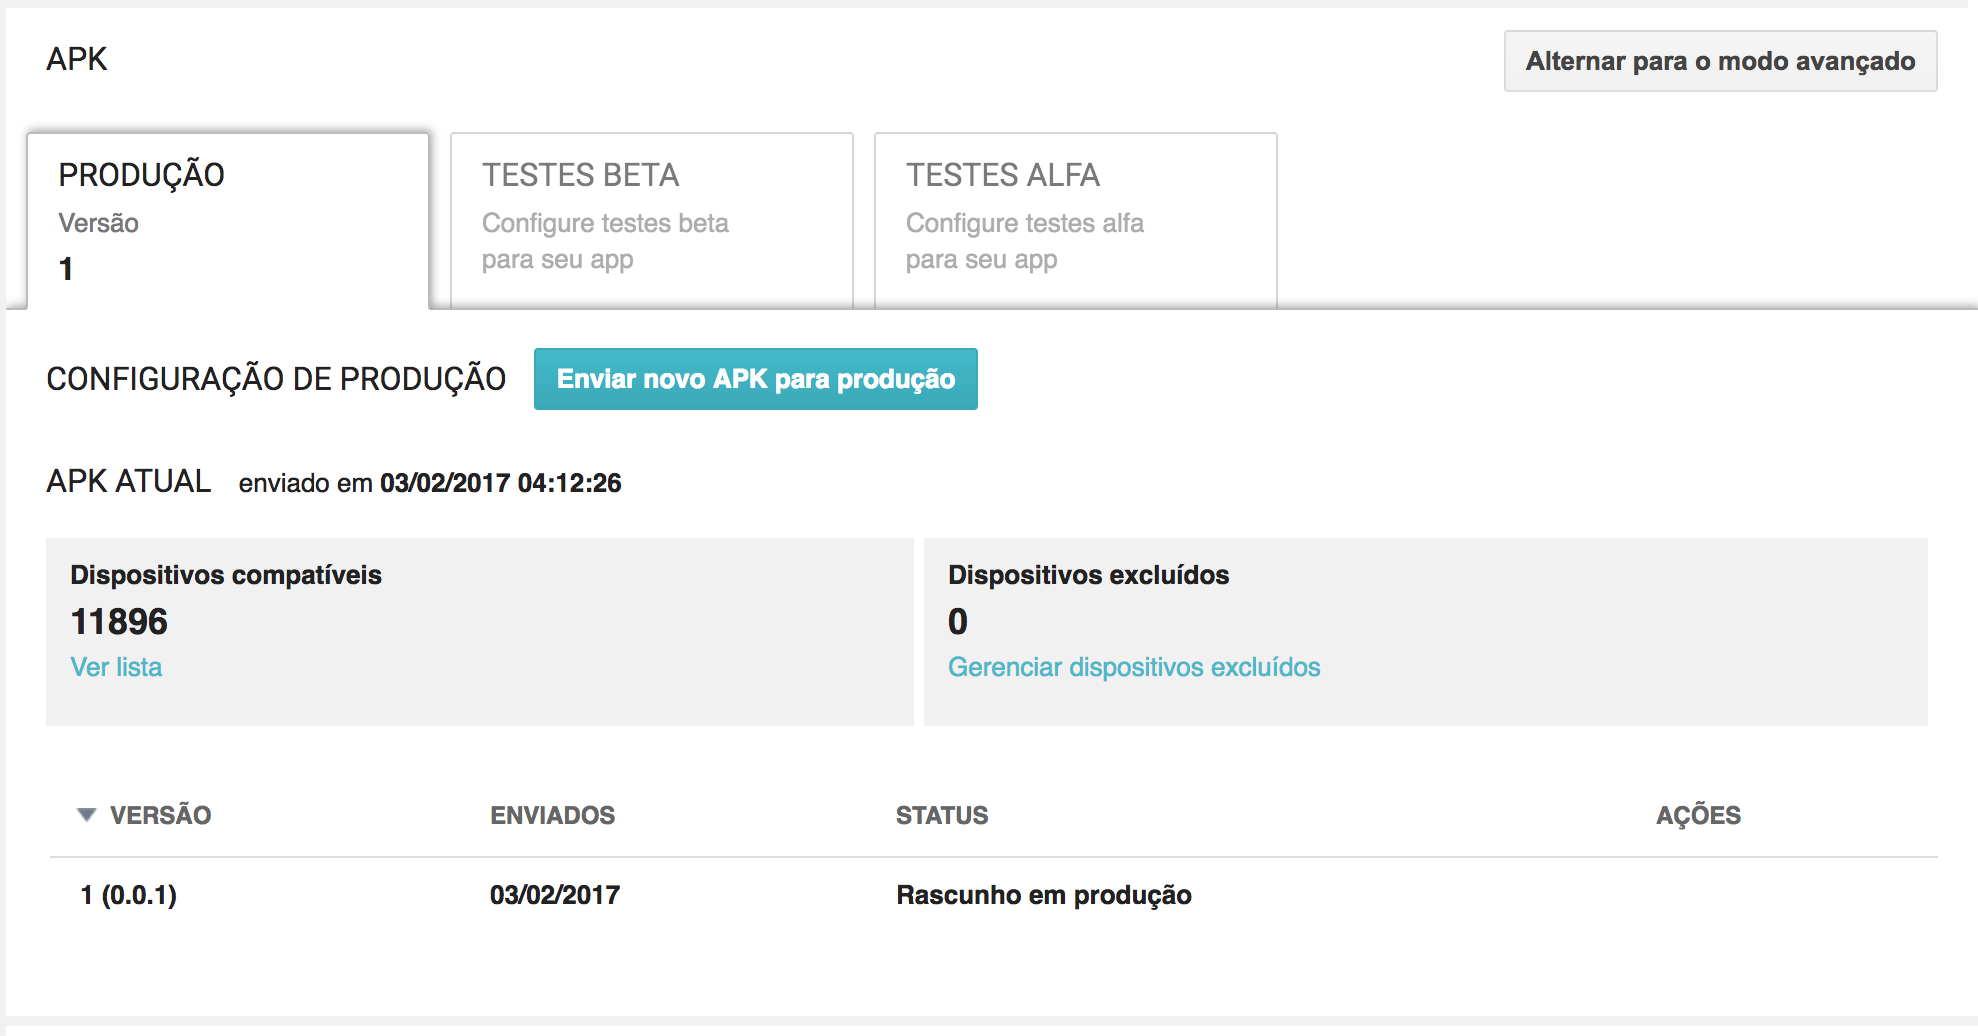 APK
Alternar para o modo avançado
PRODUÇÃO
Versão
1
TESTES BETA
Configure testes beta
para seu app
TESTES ALFA
Configure testes alfa
para seu app
CONFIGURAÇÃO DE PRODUÇÃO
Enviar novo APK para produção
APK ATUAL enviado em 03/02/2017 04:12:26
Dispositivos compatíveis
11896
Ver lista
Dispositivos excluídos
0
Gerenciar dispositivos excluídos
VERSÃO ENVIADOS STATUS AÇÕES
1 (0.0.1) 03/02/2017 Rascunho em produção